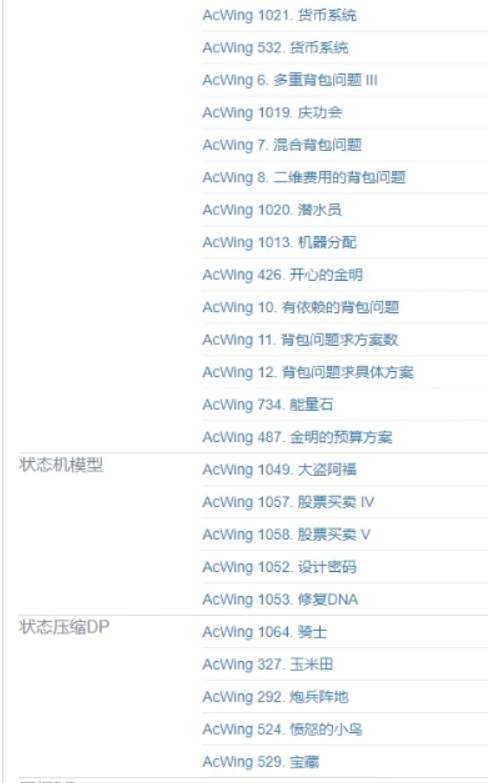 AcWing 1021. 货币系统
AcWing 532. 货币系统
AcWing 6. 多重背包问题 III
AcWing 1019. 庆功会
AcWing 7. 混合背包问题
AcWing 8. 二维费用的背包问题
AcWing 1020. 潜水员
AcWing 1013. 机器分配
AcWing 426. 开心的金明
AcWing 10. 有依赖的背包问题
AcWing 11. 背包问题求方案数
AcWing 12. 背包问题求具体方案
AcWing 734. 能量石
AcWing 487. 金明的预算方案
状态机模型
AcWing 1049. 大盗阿福
AcWing 1057. 股票买卖 IV
AcWing 1058. 股票买卖 V
AcWing 1052. 设计密码
AcWing 1053. 修复DNA
状态压缩DP
AcWing 1064. 骑士
AcWing 327. 玉米田
AcWing 292. 炮兵阵地
AcWing 524. 愤怒的小鸟
AcWing 529. 宝藏